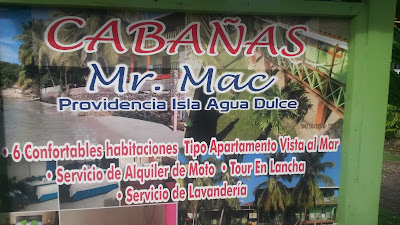 CABAÑAS
Mr. Mac
Providencia Isla Agua Dulce
• 6 Confortables habitaciones Tipo Apartamento Vista al Mar
• Servicio de Alquiler de Moto • Tour En Lancha
• Servicio de Lavandería